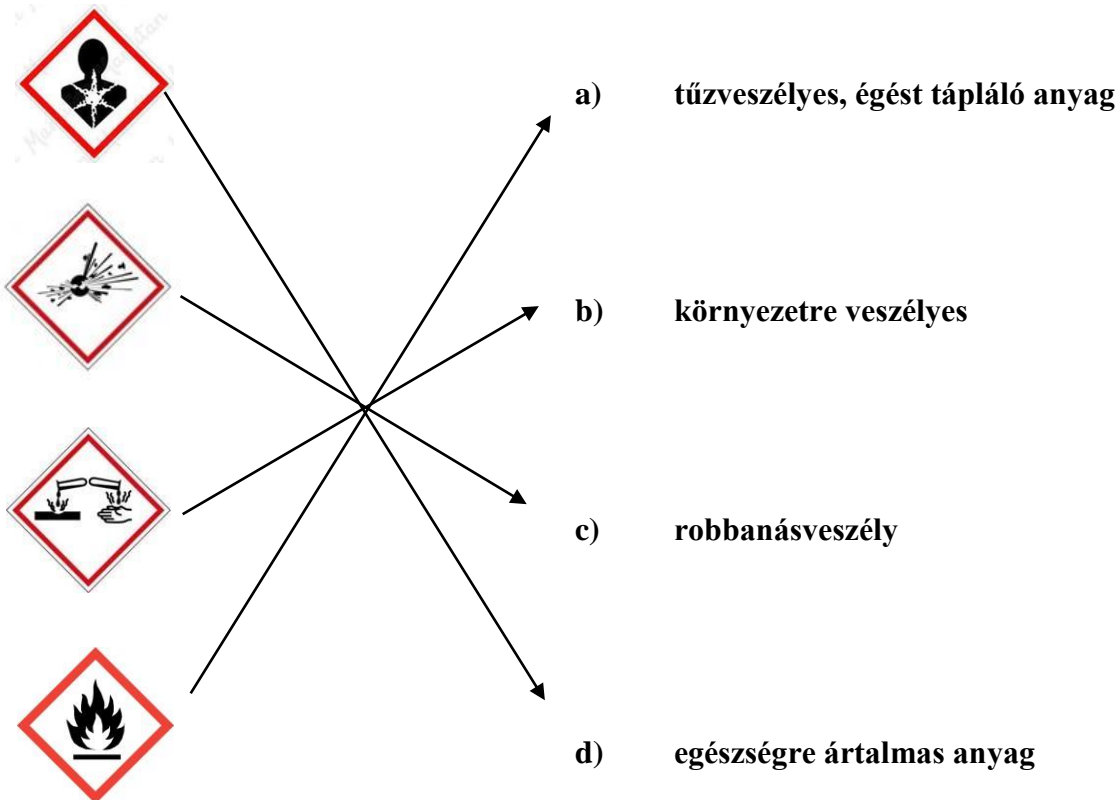 a) tűzveszélyes, égést tápláló anyag
b) környezetre veszélyes
c) robbanásveszély
d) egészségre ártalmas anyag